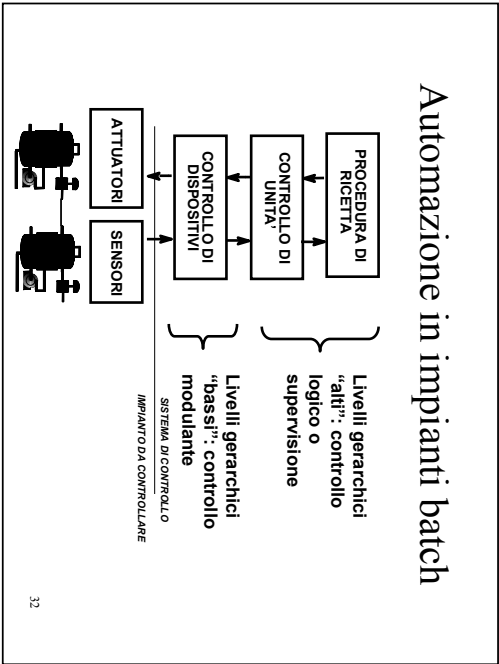 Automazione in impianti batch
PROCEDURA DI
RICETTA
CONTROLLO DI
UNITA'
CONTROLLO DI
DISPOSITIVI
ATTUATORI
SENSORI
Livelli gerarchici
"alti": controllo
logico o
supervisione
Livelli gerarchici
"bassi": controllo
modulante
SISTEMA DI CONTROLLO
IMPIANTO DA CONTROLLARE
32